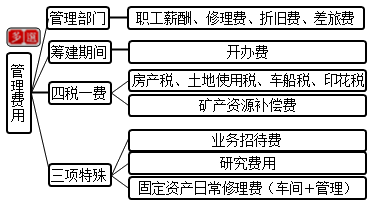 管理部门
职工薪酬、修理费、折旧费、差旅费
多选
筹建期间
开办费
管理费用
四税一费
房产税、土地使用税、车船税、印花税
矿产资源补偿费
三项特殊
业务招待费
研究费用
固定资产日常修理费（车间+管理）